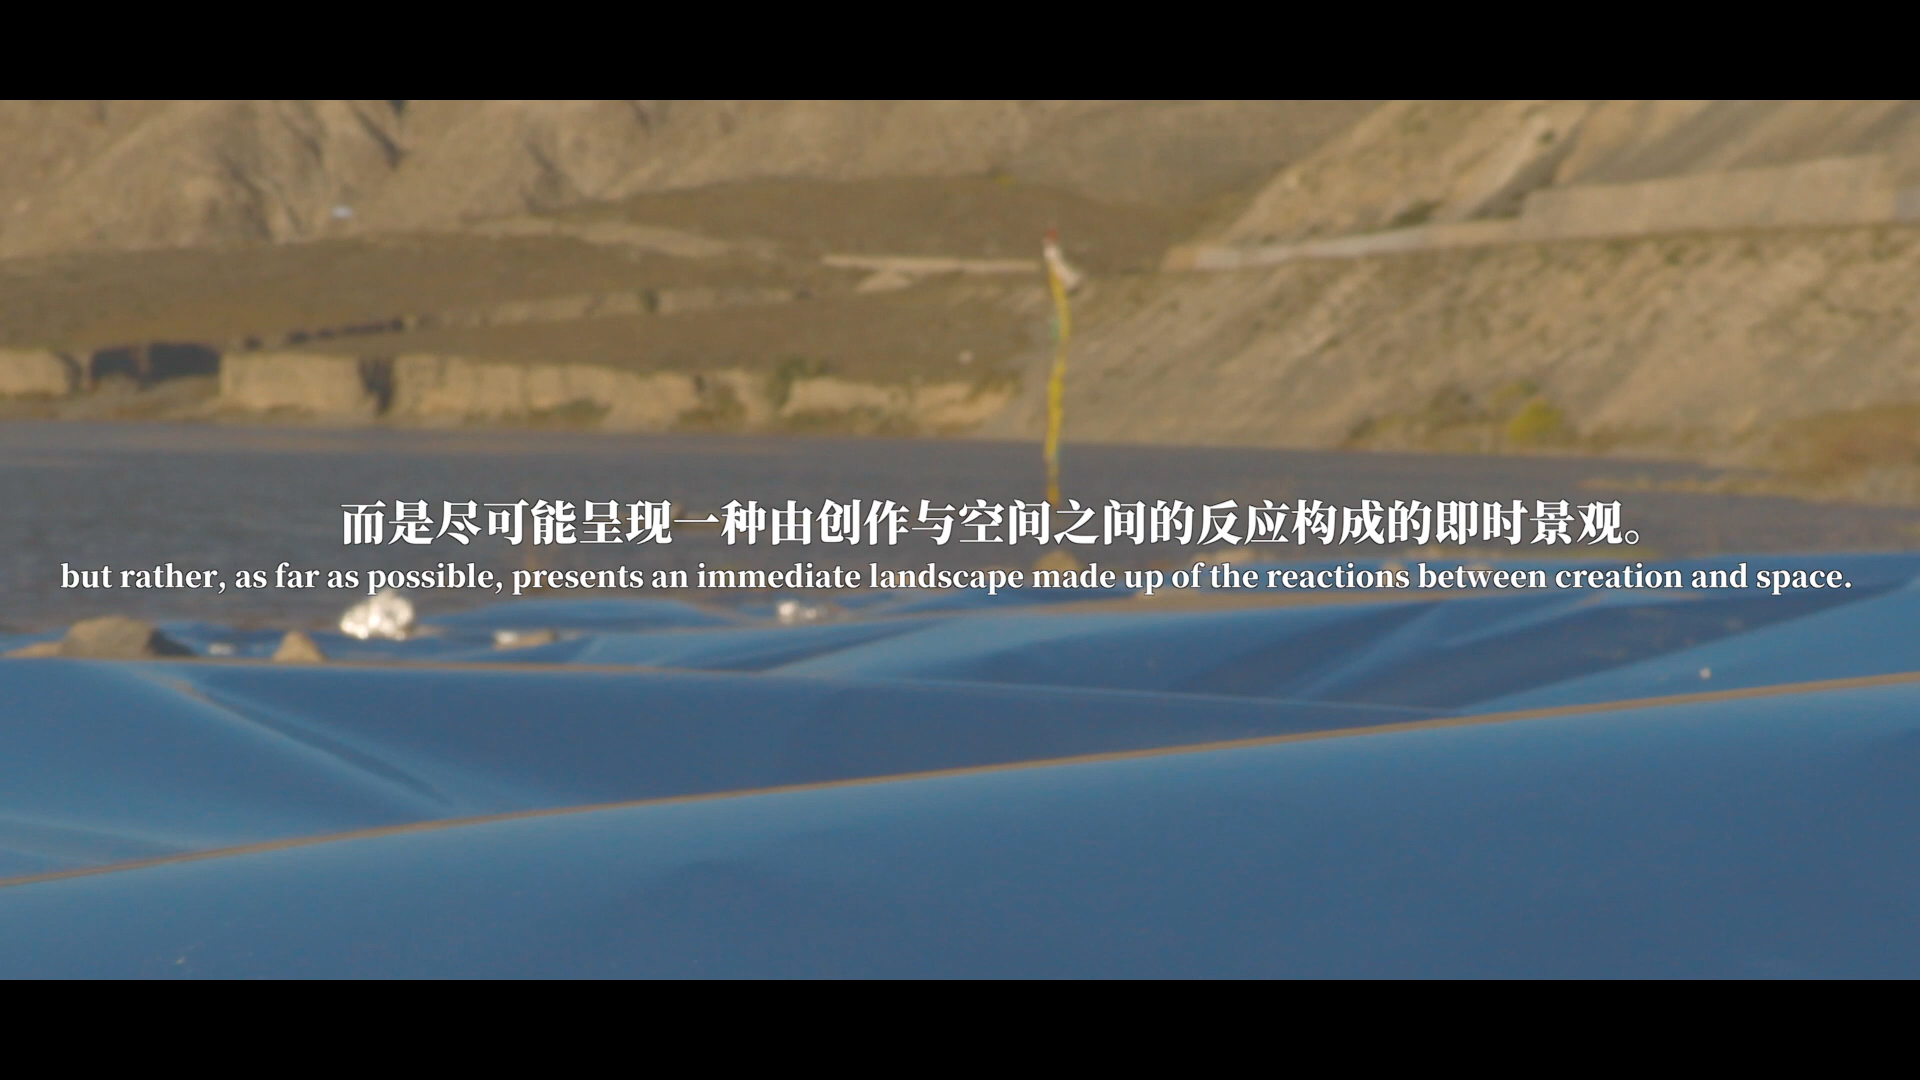 而是尽可能呈现一种由创作与空间之间的反应构成的即时景观。
but rather, as far as possible, presents an immediate landscape made up of the reactions between creation and space.